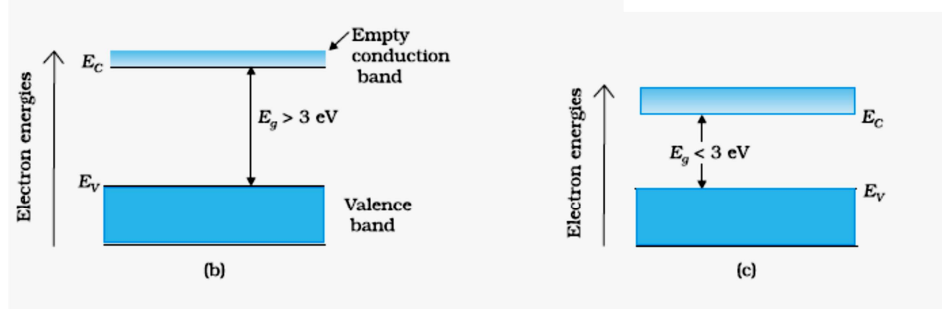 Electron energies
E_C
Empty
conduction
band
E_g > 3 eV
E_V
Valence
band
(b)
Electron energies
E_C
E_g < 3 eV
E_V
(c)